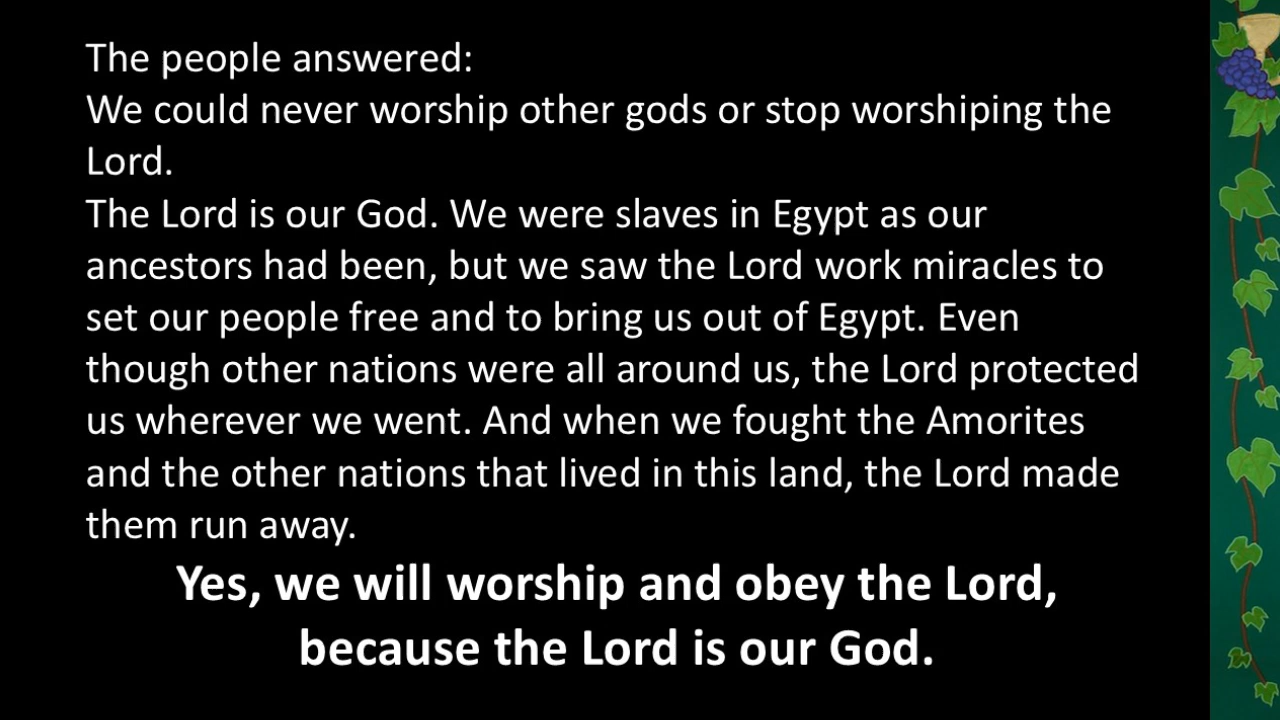 The people answered:
We could never worship other gods or stop worshiping the
Lord.
The Lord is our God. We were slaves in Egypt as our
ancestors had been, but we saw the Lord work miracles to
set our people free and to bring us out of Egypt. Even
though other nations were all around us, the Lord protected
us wherever we went. And when we fought the Amorites
and the other nations that lived in this land, the Lord made
them run away.
Yes, we will worship and obey the Lord,
because the Lord is our God.